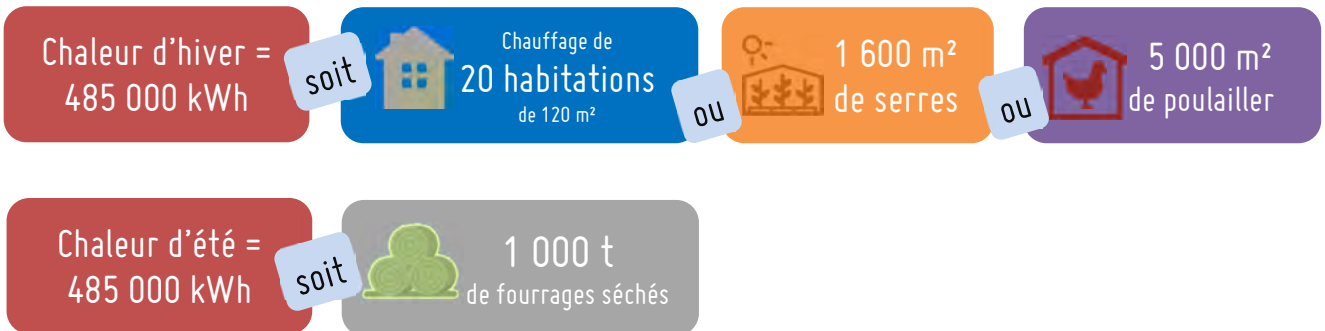 Chaleur d'hiver =
485 000 kWh
soit
Chauffage de
20 habitations
de 120 m²
ou
1 600 m²
de serres
ou
5 000 m²
de poulailler
Chaleur d'été =
485 000 kWh
soit
1 000 t
de fourrages séchés